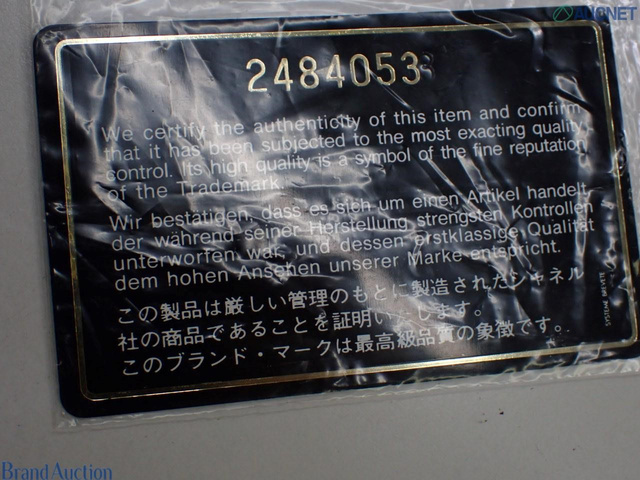 AUCNET
2484053
We certify the authenticity of this item and confirm
that it has been subjected to the most exacting quality
control. Its high quality is a symbol of the fine reputation
of the Trademark.
Wir bestätigen, dass es sich um einen Artikel handelt,
der während seiner Herstellung strengsten Kontrollen
unterworfen war, und dessen erstklassige Qualität
dem hohen Ansehen unserer Marke entspricht.
この製品は厳しい管理のもとに製造されたシャネル
社の商品であることを証明いたします。
このブランド・マークは最高級品質の象徴です。
Brand Auction